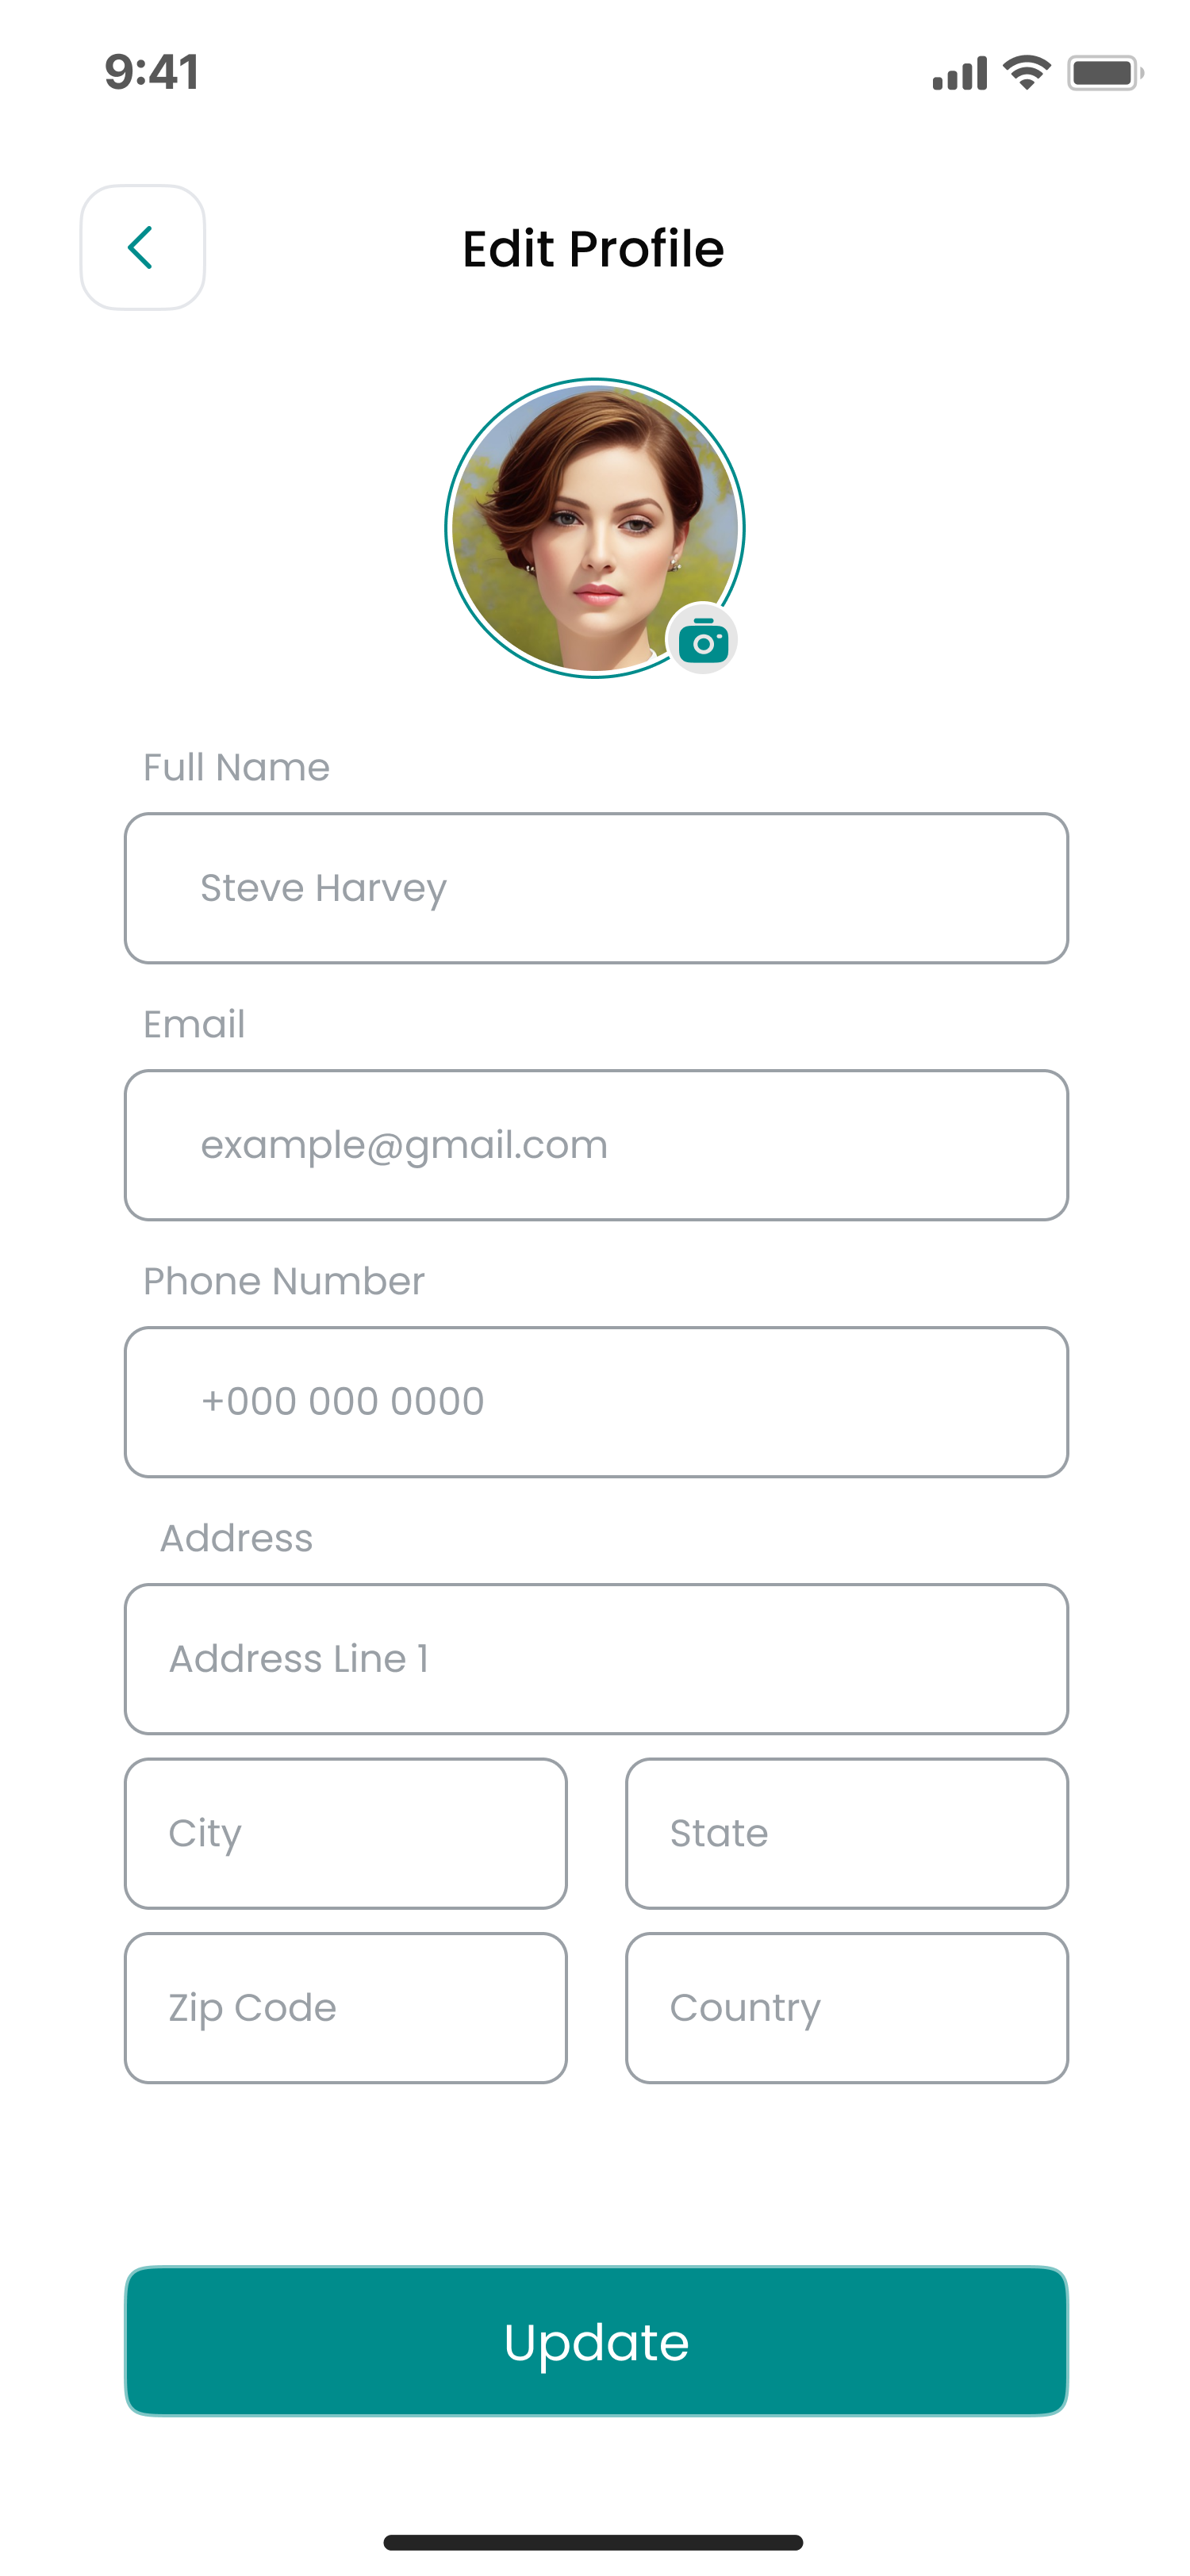 9:41
Edit Profile
Full Name
Steve Harvey
Email
example@gmail.com
Phone Number
+000 000 0000
Address
Address Line 1
City State
Zip Code Country
Update